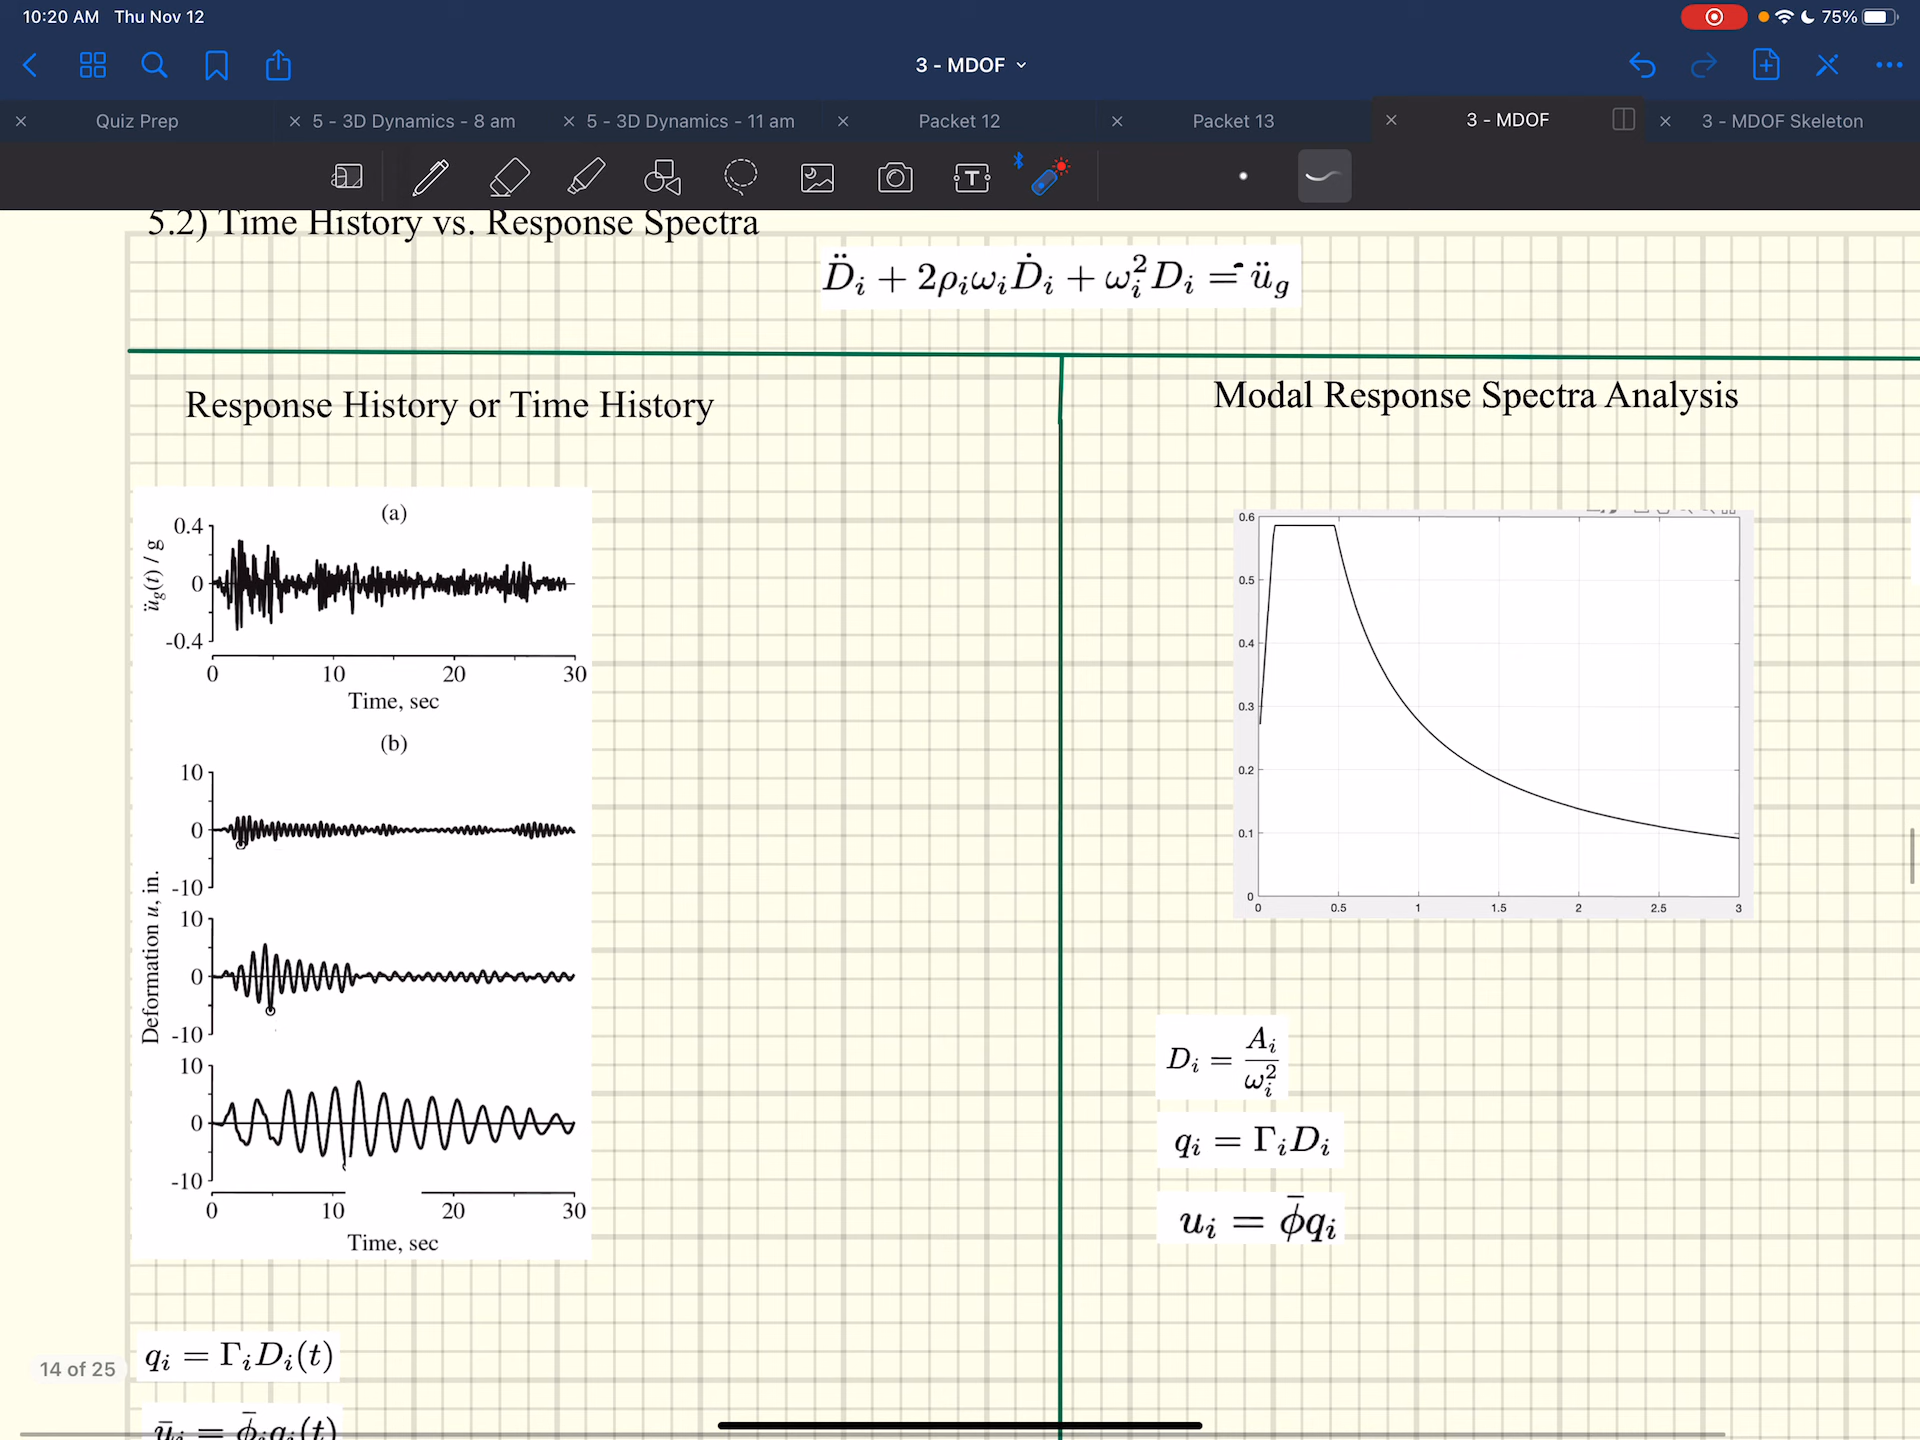 10:20 AM Thu Nov 12
75%
3 - MDOF
Quiz Prep
5 - 3D Dynamics - 8 am
5 - 3D Dynamics - 11 am
Packet 12
Packet 13
3 - MDOF
3 - MDOF Skeleton
T
5.2) Time History vs. Response Spectra
D̈ᵢ + 2ρᵢωᵢḊᵢ + ωᵢ²Dᵢ = - ü_g
Response History or Time History
(a)
ü_g(t) / g
0.4
0
-0.4
0 10 20 30
Time, sec
(b)
Deformation u, in.
10
0
-10
10
0
-10
10
0
-10
0 10 20 30
Time, sec
qᵢ = ΓᵢDᵢ(t)
ūᵢ = ϕ̄ᵢqᵢ(t)
14 of 25
Modal Response Spectra Analysis
0.6
0.5
0.4
0.3
0.2
0.1
0
0 0.5 1 1.5 2 2.5 3
Dᵢ = Aᵢ / ωᵢ²
qᵢ = ΓᵢDᵢ
uᵢ = ϕ̄qᵢ